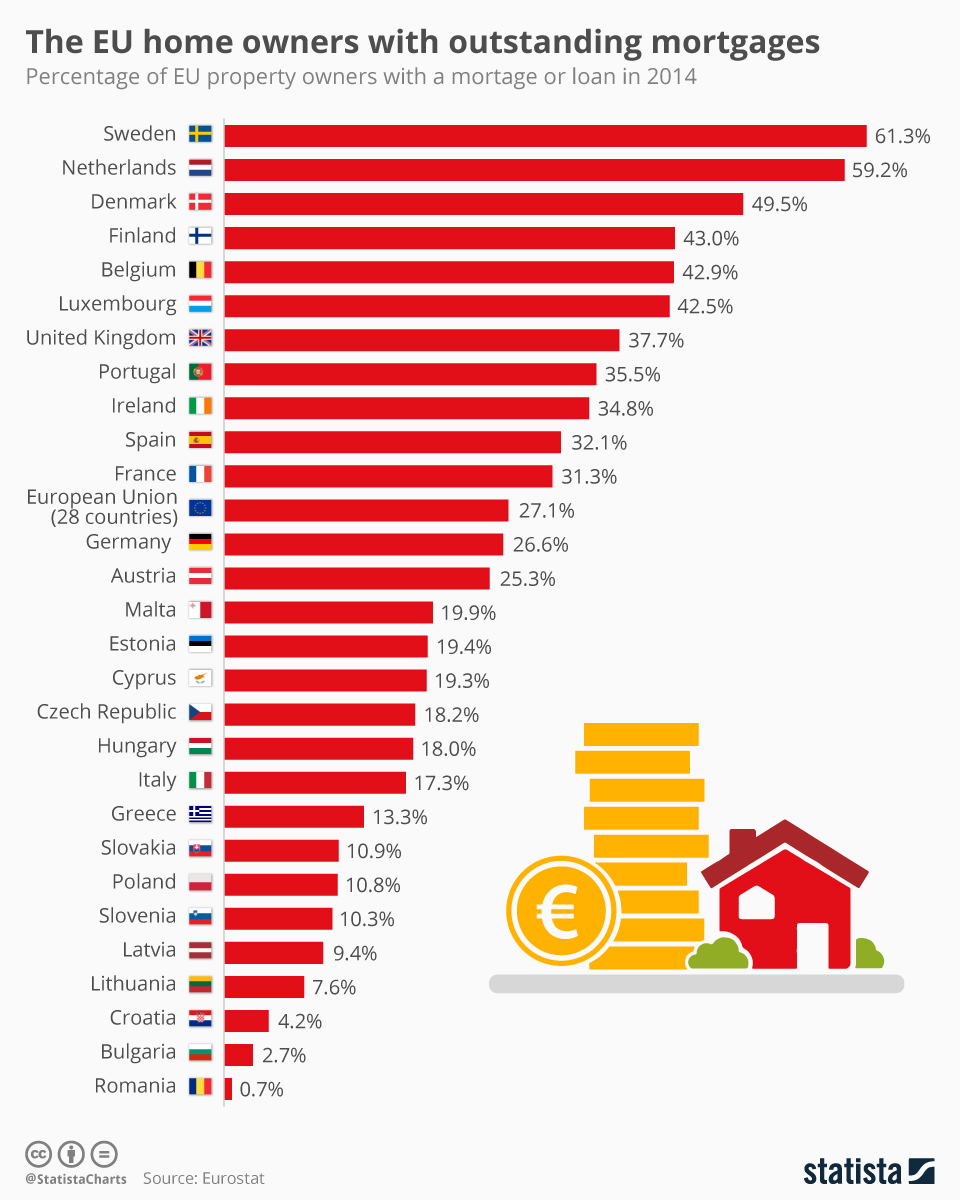 The EU home owners with outstanding mortgages
Percentage of EU property owners with a mortage or loan in 2014
Sweden 61.3%
Netherlands 59.2%
Denmark 49.5%
Finland 43.0%
Belgium 42.9%
Luxembourg 42.5%
United Kingdom 37.7%
Portugal 35.5%
Ireland 34.8%
Spain 32.1%
France 31.3%
European Union
(28 countries) 27.1%
Germany 26.6%
Austria 25.3%
Malta 19.9%
Estonia 19.4%
Cyprus 19.3%
Czech Republic 18.2%
Hungary 18.0%
Italy 17.3%
Greece 13.3%
Slovakia 10.9%
Poland 10.8%
Slovenia 10.3%
Latvia 9.4%
Lithuania 7.6%
Croatia 4.2%
Bulgaria 2.7%
Romania 0.7%
€
cc
@StatistaCharts Source: Eurostat
statista